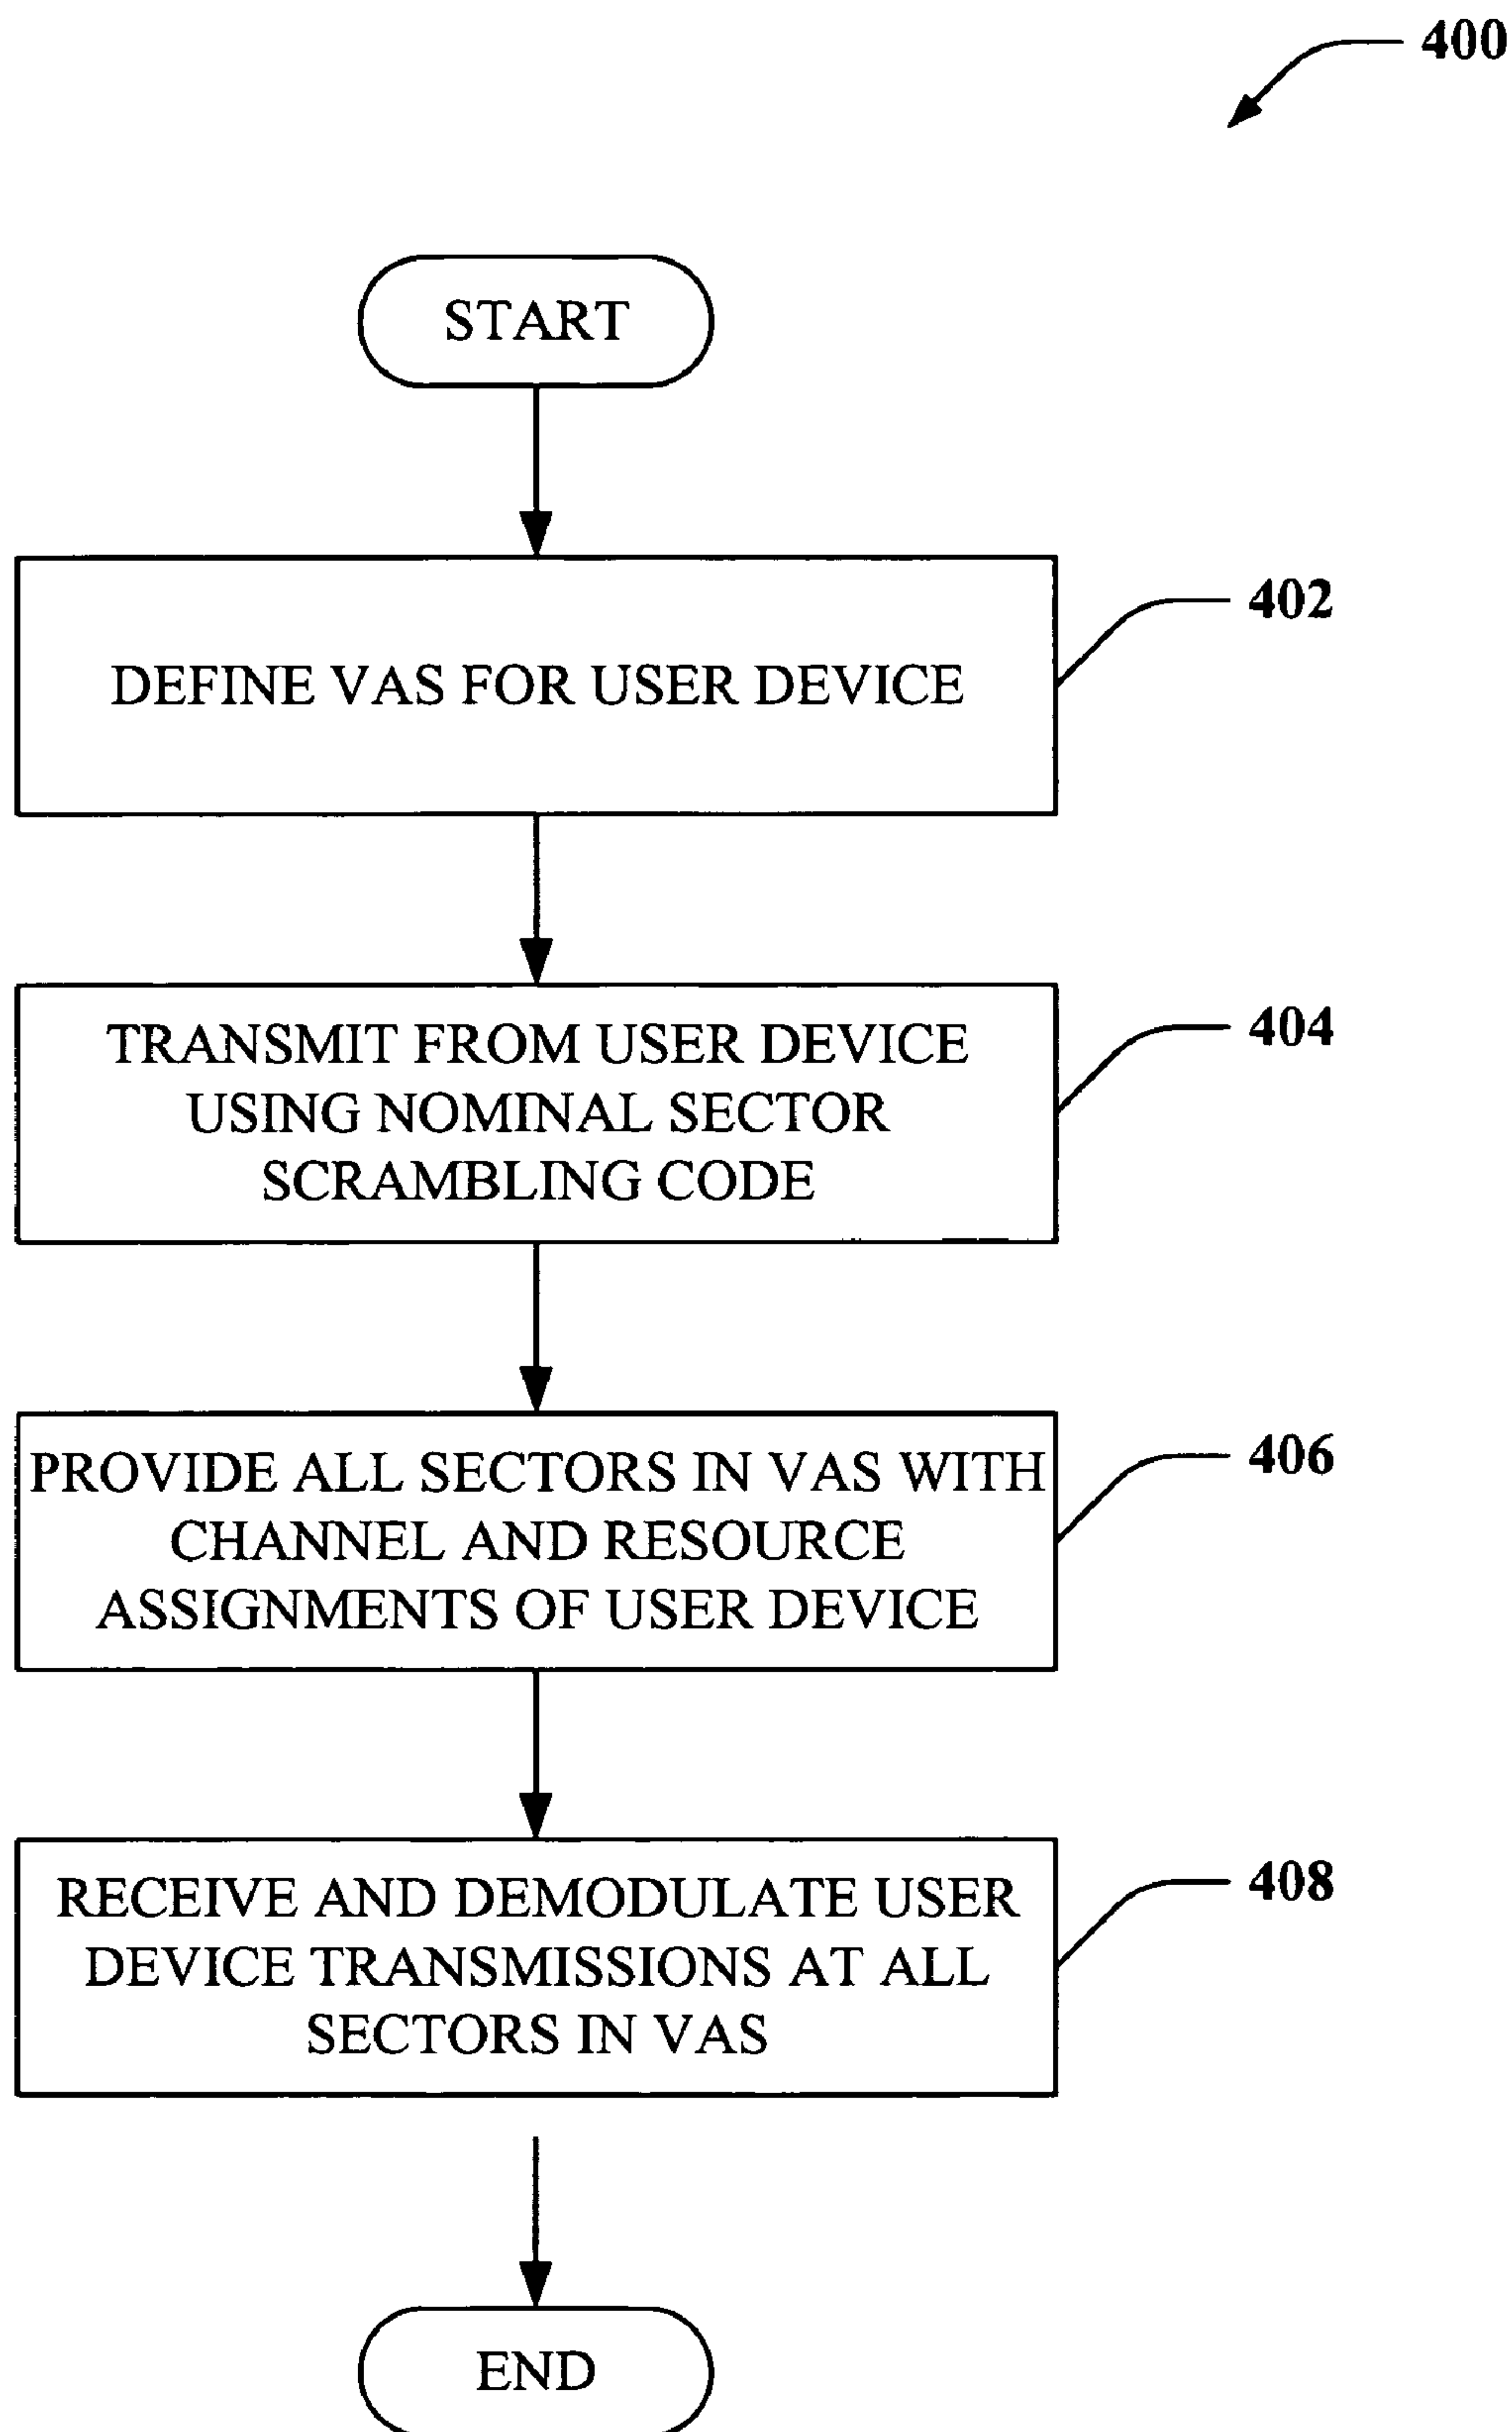 400
START
DEFINE VAS FOR USER DEVICE
402
TRANSMIT FROM USER DEVICE
USING NOMINAL SECTOR
SCRAMBLING CODE
404
PROVIDE ALL SECTORS IN VAS WITH
CHANNEL AND RESOURCE
ASSIGNMENTS OF USER DEVICE
406
RECEIVE AND DEMODULATE USER
DEVICE TRANSMISSIONS AT ALL
SECTORS IN VAS
408
END